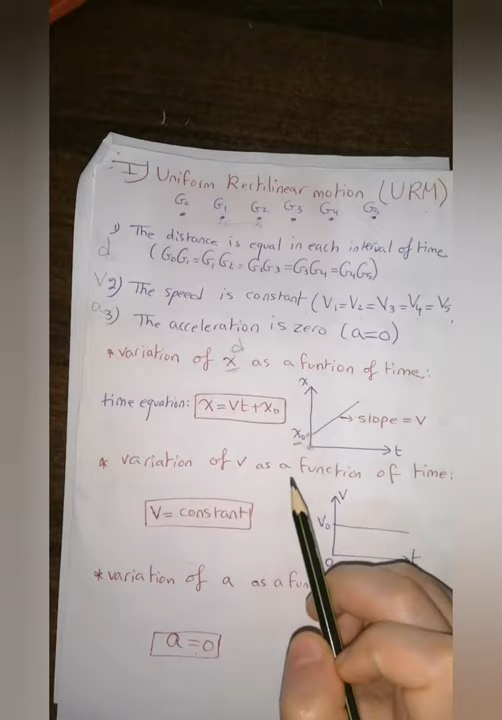 I) Uniform Rectilinear motion (URM)
G0 G1 G2 G3 G4 G5
1) The distance is equal in each interval of time
d (G0G1=G1G2=G2G3=G3G4=G4G5)
V 2) The speed is constant (V1=V2=V3=V4=V5
a 3) The acceleration is zero (a=0)
d
* variation of x as a funtion of time:
x
time equation: x=Vt+x0
slope = V
x0
t
* variation of v as a function of time:
V
V= constant
V0
0
t
* variation of a as a fun
a=0